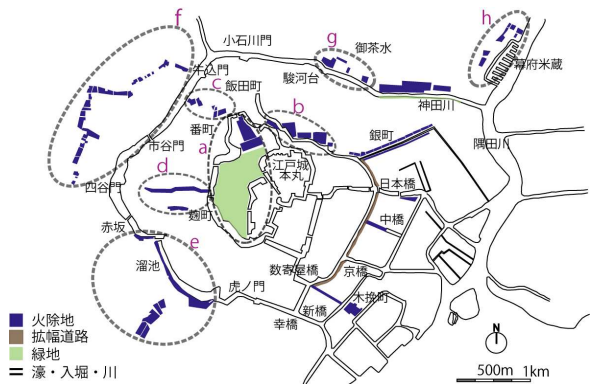 f
小石川門
g
御茶水
h
幕府米蔵
牛込門
飯田町
駿河台
c
番町
b
神田川
銀町
隅田川
市谷門
a
江戸城
本丸
四谷門
d
日本橋
麹町
中橋
赤坂
e
溜池
数寄屋橋
京橋
虎ノ門
木挽町
新橋
幸橋
火除地
拡幅道路
緑地
濠・入堀・川
N
500m
1km